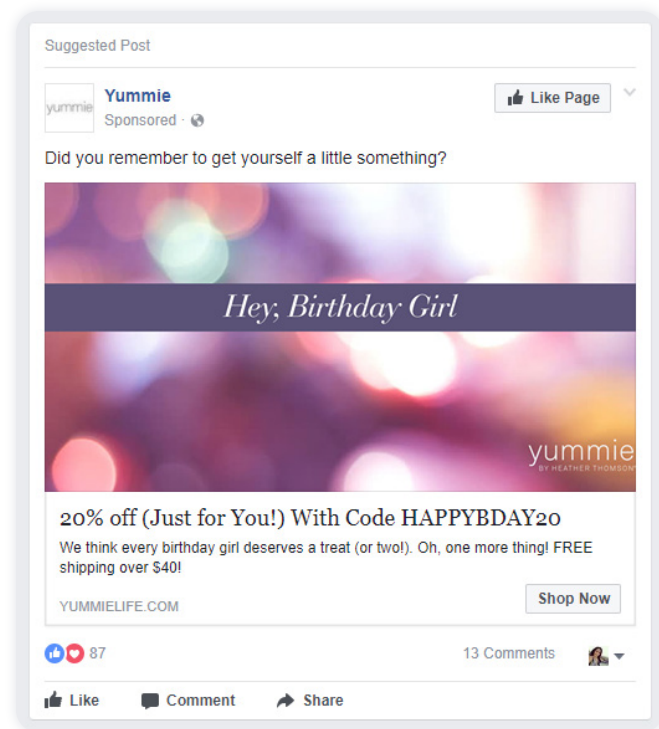 Suggested Post
yummie
Yummie
Sponsored ·
Like Page
Did you remember to get yourself a little something?
Hey, Birthday Girl
yummie
BY HEATHER THOMSON
20% off (Just for You!) With Code HAPPYBDAY20
We think every birthday girl deserves a treat (or two!). Oh, one more thing! FREE
shipping over $40!
YUMMIELIFE.COM
Shop Now
87
13 Comments
Like Comment Share